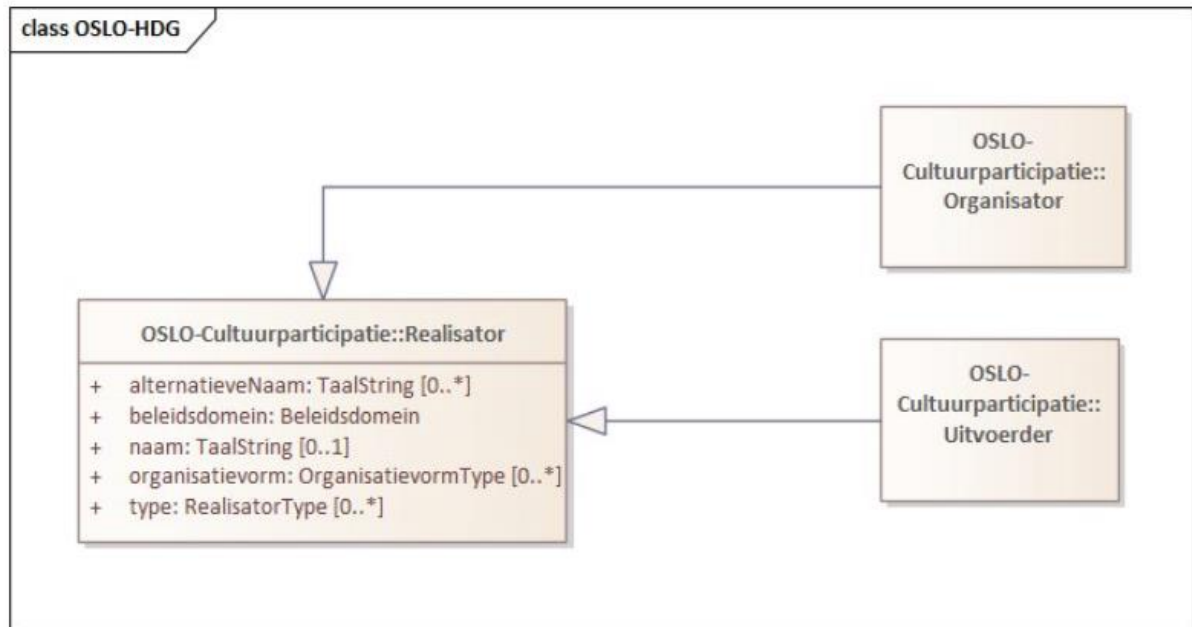 class OSLO-HDG
OSLO-
Cultuurparticipatie::
Organisator
OSLO-Cultuurparticipatie::Realisator
+ alternatieveNaam: TaalString [0..*]
+ beleidsdomein: Beleidsdomein
+ naam: TaalString [0..1]
+ organisatievorm: OrganisatievormType [0..*]
+ type: RealisatorType [0..*]
OSLO-
Cultuurparticipatie::
Uitvoerder